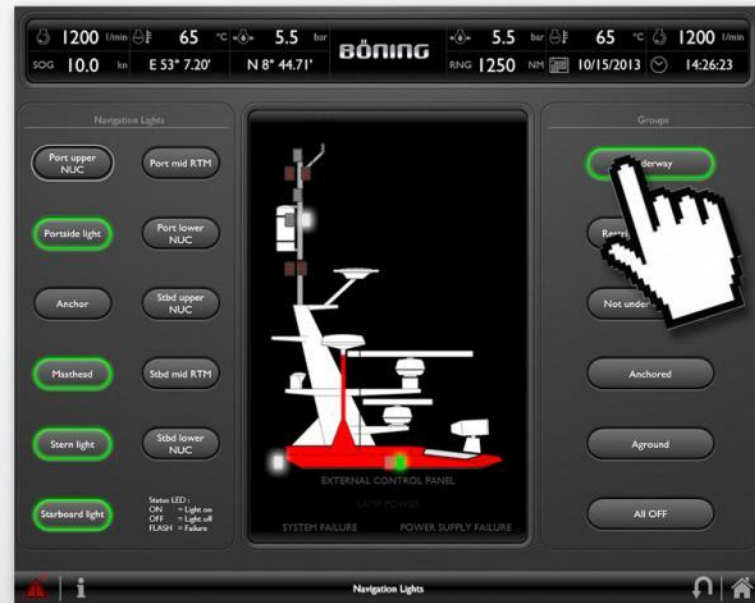 1200 l/min 65 °C 5.5 bar BÖNING 5.5 bar 65 °C 1200 l/min
SOG 10.0 kn E 53° 7.20' N 8° 44.71' RNG 1250 NM 10/15/2013 14:26:23
Navigation Lights
Port upper
NUC
Port mid RTM
Portside light
Port lower
NUC
Anchor
Stbd upper
NUC
Masthead
Stbd mid RTM
Stern light
Stbd lower
NUC
Starboard light
Status LED :
ON = Light on
OFF = Light off
FLASH = Failure
EXTERNAL CONTROL PANEL
LAMP POWER
SYSTEM FAILURE POWER SUPPLY FAILURE
Groups
Not under
Anchored
Aground
All OFF
i Navigation Lights